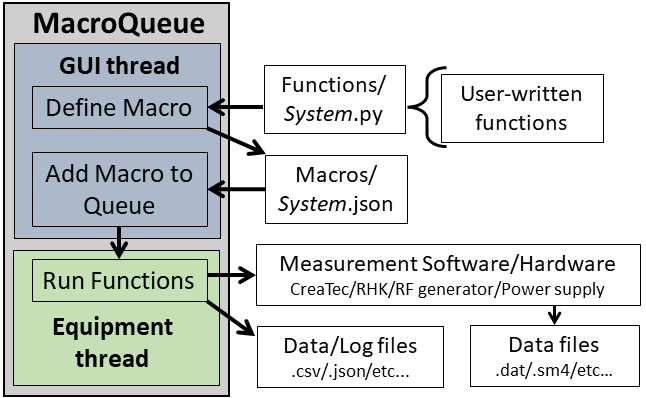 MacroQueue
GUI thread
Define Macro
Functions/
System.py
User-written
functions
Add Macro to
Queue
Macros/
System.json
Run Functions
Equipment
thread
Measurement Software/Hardware
CreaTec/RHK/RF generator/Power supply
Data/Log files
.csv/.json/etc...
Data files
.dat/.sm4/etc...